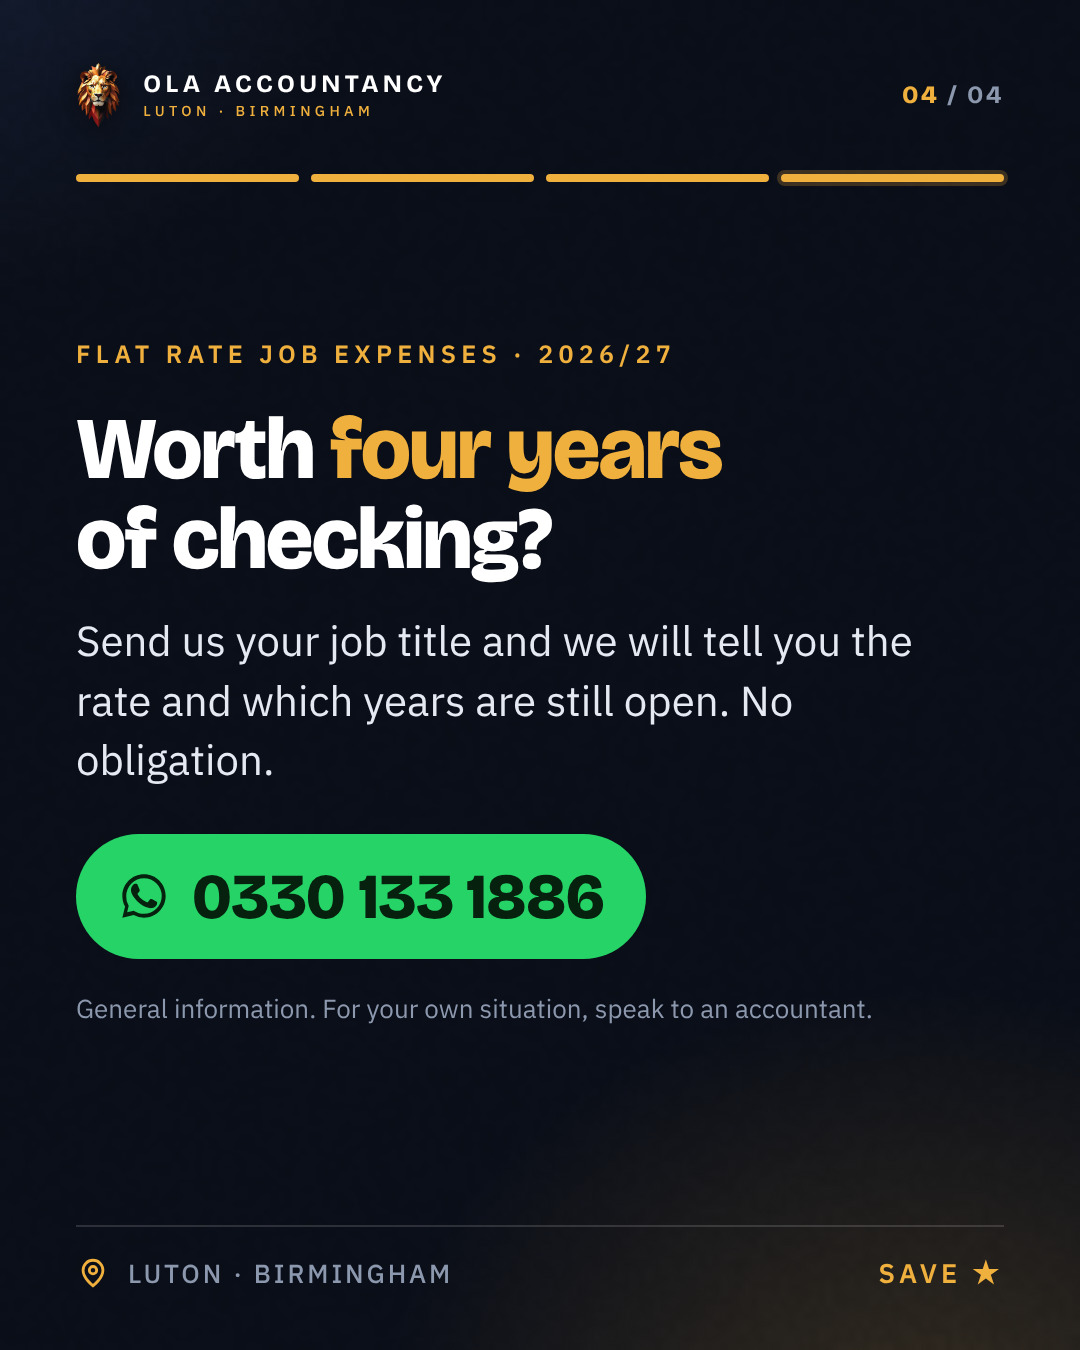 OLA ACCOUNTANCY
LUTON · BIRMINGHAM
04 / 04
FLAT RATE JOB EXPENSES · 2026/27
Worth four years
of checking?
Send us your job title and we will tell you the
rate and which years are still open. No
obligation.
0330 133 1886
General information. For your own situation, speak to an accountant.
LUTON · BIRMINGHAM
SAVE ★